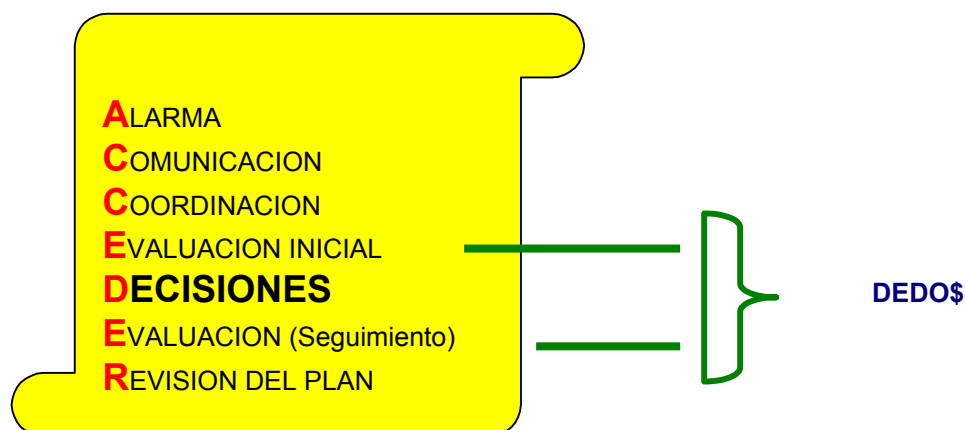 ALARMA
COMUNICACION
COORDINACION
EVALUACION INICIAL
DECISIONES
EVALUACION (Seguimiento)
REVISION DEL PLAN
DEDO$